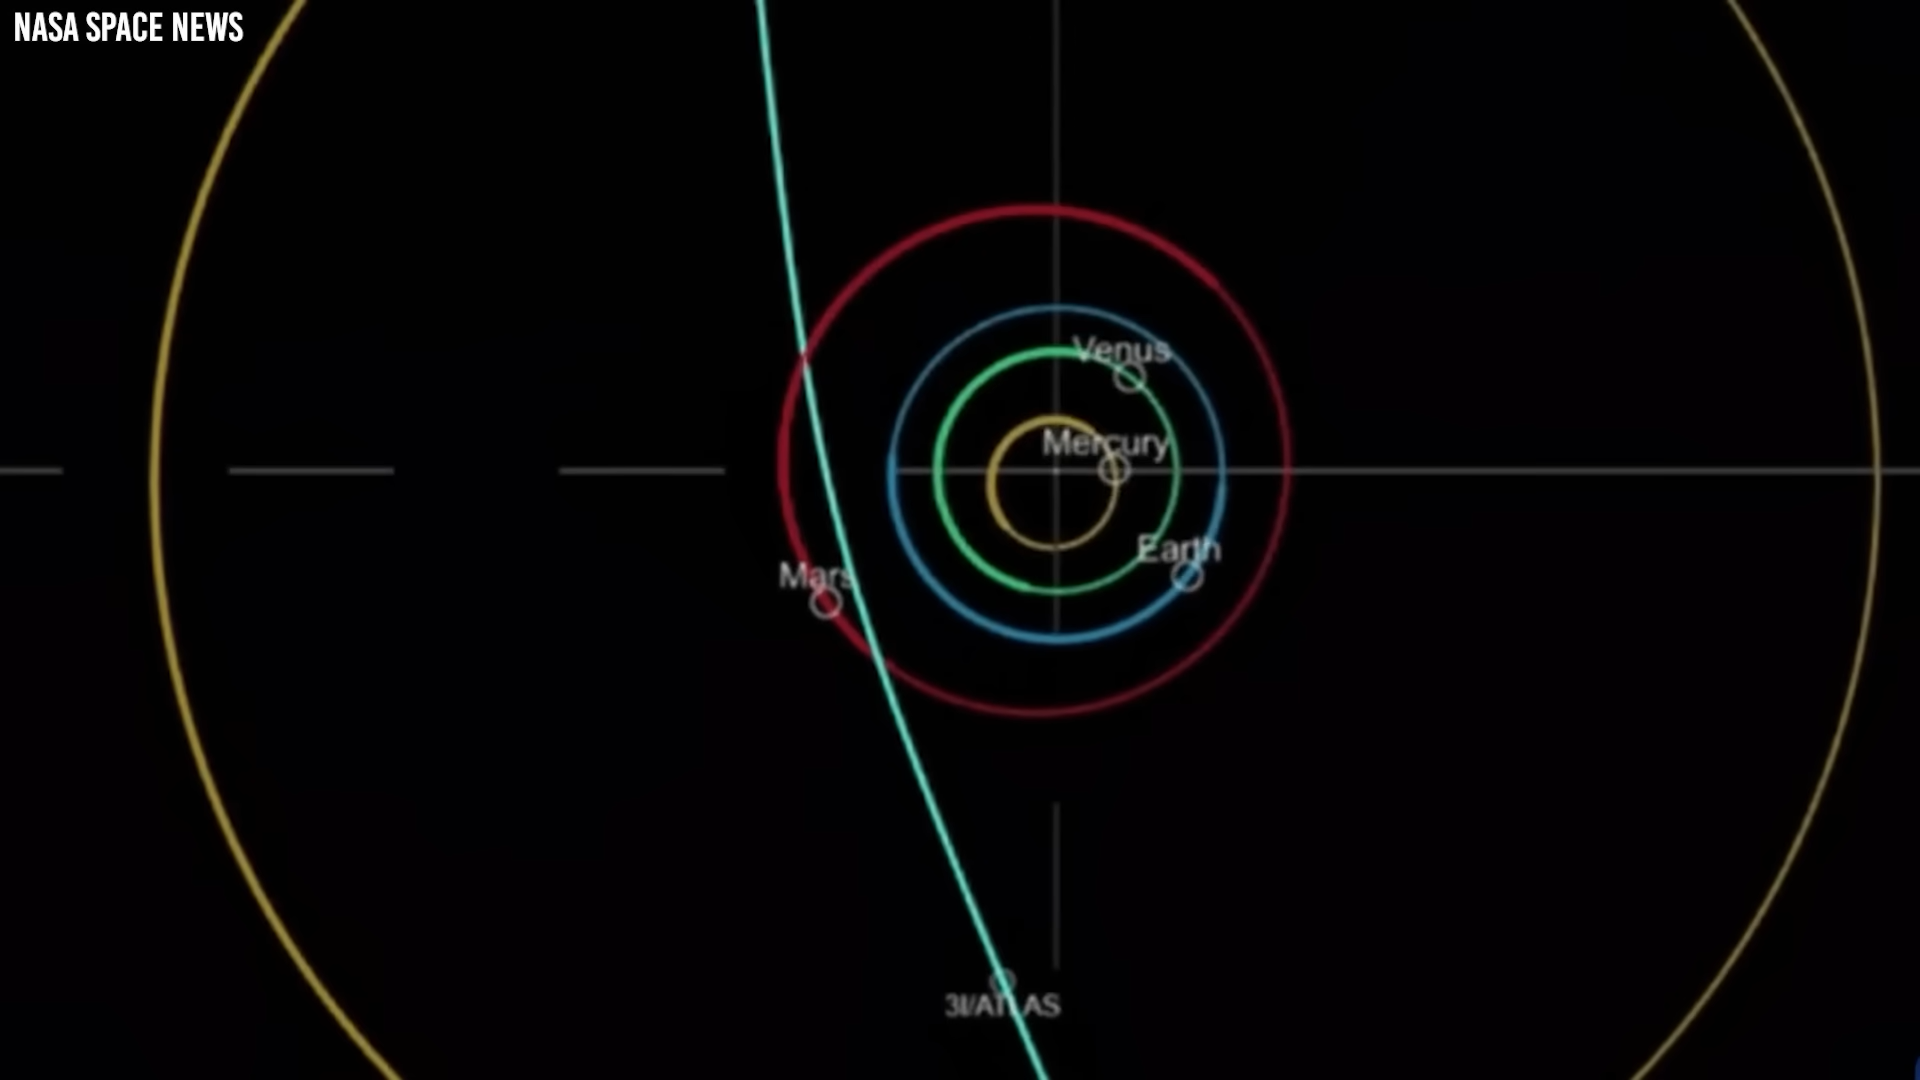 NASA SPACE NEWS
Venus
Mercury
Earth
Mars
3I/ATLAS